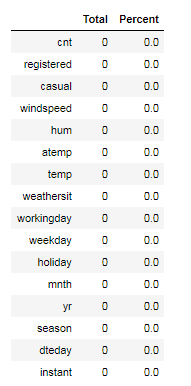 Total Percent
cnt 0 0.0
registered 0 0.0
casual 0 0.0
windspeed 0 0.0
hum 0 0.0
atemp 0 0.0
temp 0 0.0
weathersit 0 0.0
workingday 0 0.0
weekday 0 0.0
holiday 0 0.0
mnth 0 0.0
yr 0 0.0
season 0 0.0
dteday 0 0.0
instant 0 0.0